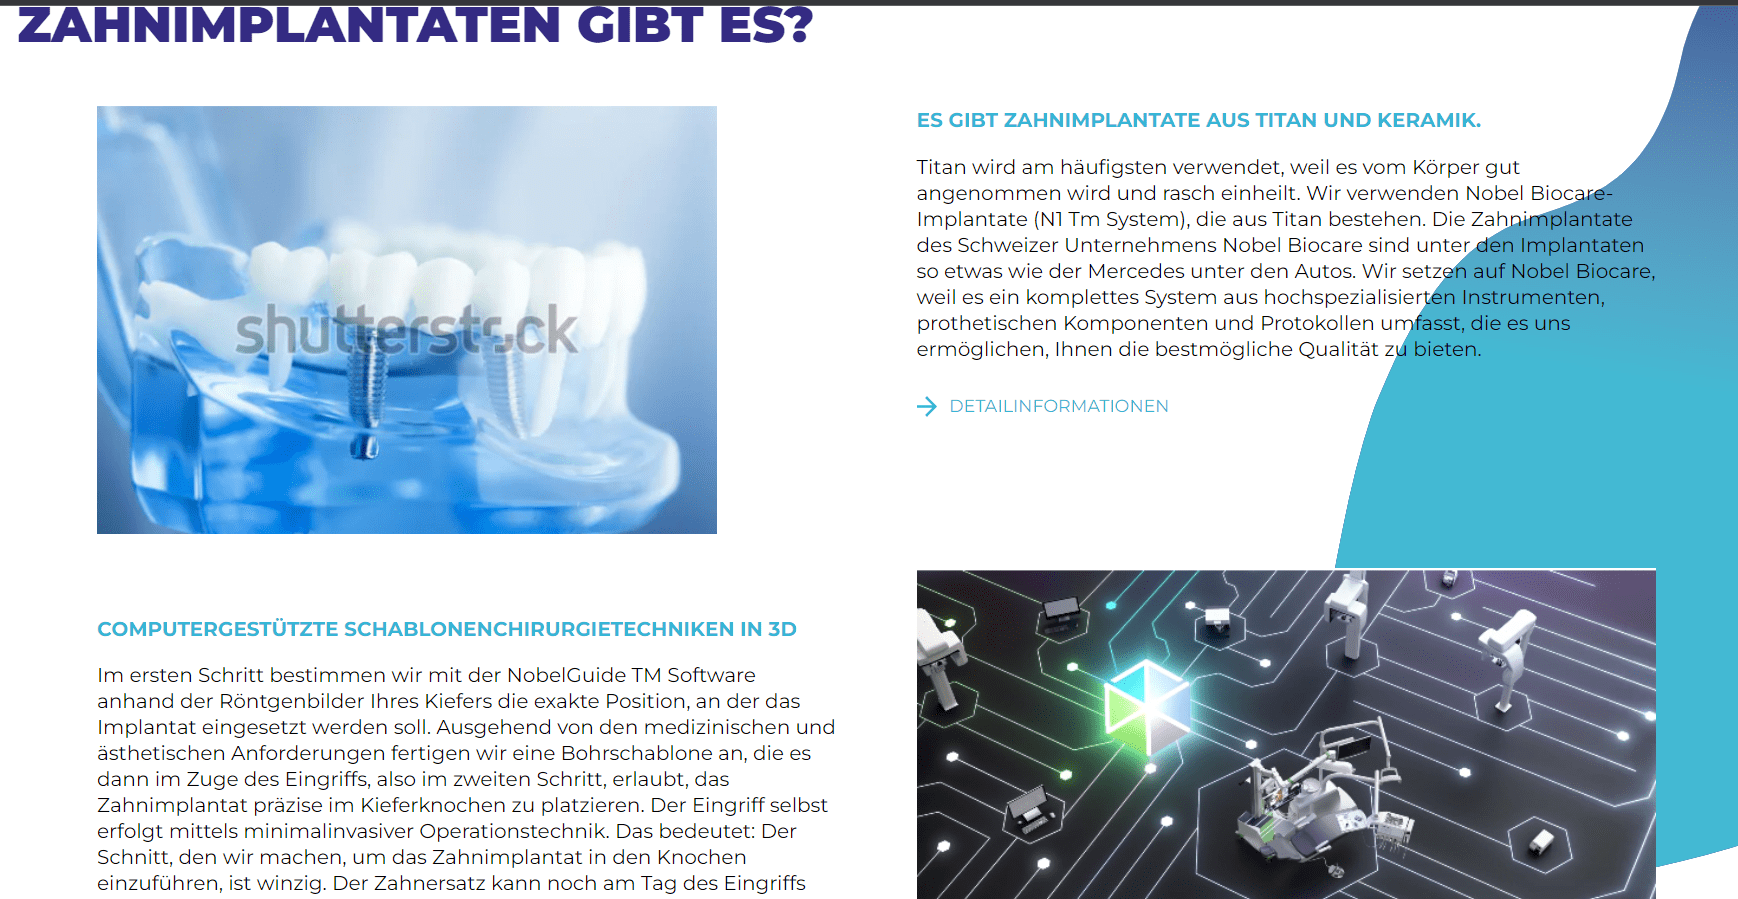 ZAHNIMPLANTATEN GIBT ES?
shutterstock
ES GIBT ZAHNIMPLANTATE AUS TITAN UND KERAMIK.
Titan wird am häufigsten verwendet, weil es vom Körper gut
angenommen wird und rasch einheilt. Wir verwenden Nobel Biocare-
Implantate (N1 Tm System), die aus Titan bestehen. Die Zahnimplantate
des Schweizer Unternehmens Nobel Biocare sind unter den Implantaten
so etwas wie der Mercedes unter den Autos. Wir setzen auf Nobel Biocare,
weil es ein komplettes System aus hochspezialisierten Instrumenten,
prothetischen Komponenten und Protokollen umfasst, die es uns
ermöglichen, Ihnen die bestmögliche Qualität zu bieten.
DETAILINFORMATIONEN
COMPUTERGESTÜTZTE SCHABLONENCHIRURGIETECHNIKEN IN 3D
Im ersten Schritt bestimmen wir mit der NobelGuide TM Software
anhand der Röntgenbilder Ihres Kiefers die exakte Position, an der das
Implantat eingesetzt werden soll. Ausgehend von den medizinischen und
ästhetischen Anforderungen fertigen wir eine Bohrschablone an, die es
dann im Zuge des Eingriffs, also im zweiten Schritt, erlaubt, das
Zahnimplantat präzise im Kieferknochen zu platzieren. Der Eingriff selbst
erfolgt mittels minimalinvasiver Operationstechnik. Das bedeutet: Der
Schnitt, den wir machen, um das Zahnimplantat in den Knochen
einzuführen, ist winzig. Der Zahnersatz kann noch am Tag des Eingriffs